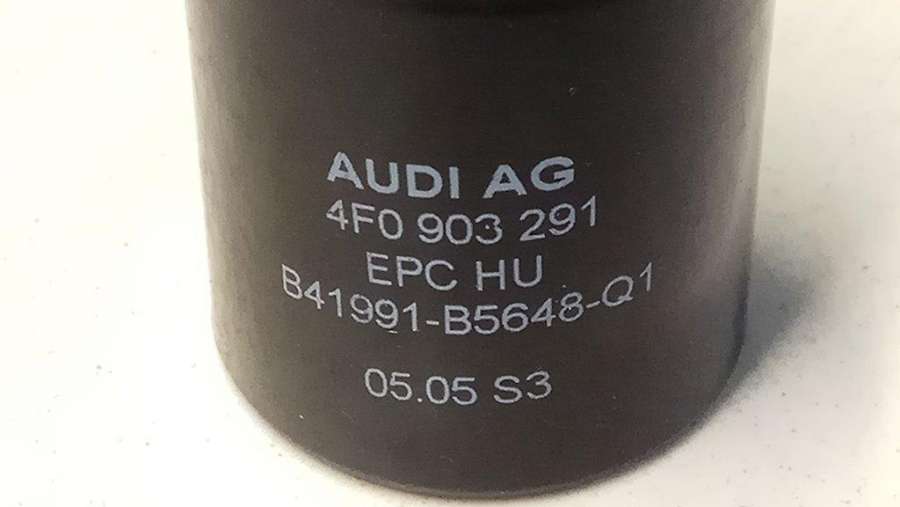 AUDI AG
4F0 903 291
EPC HU
B41991-B5648-Q1
05.05 S3